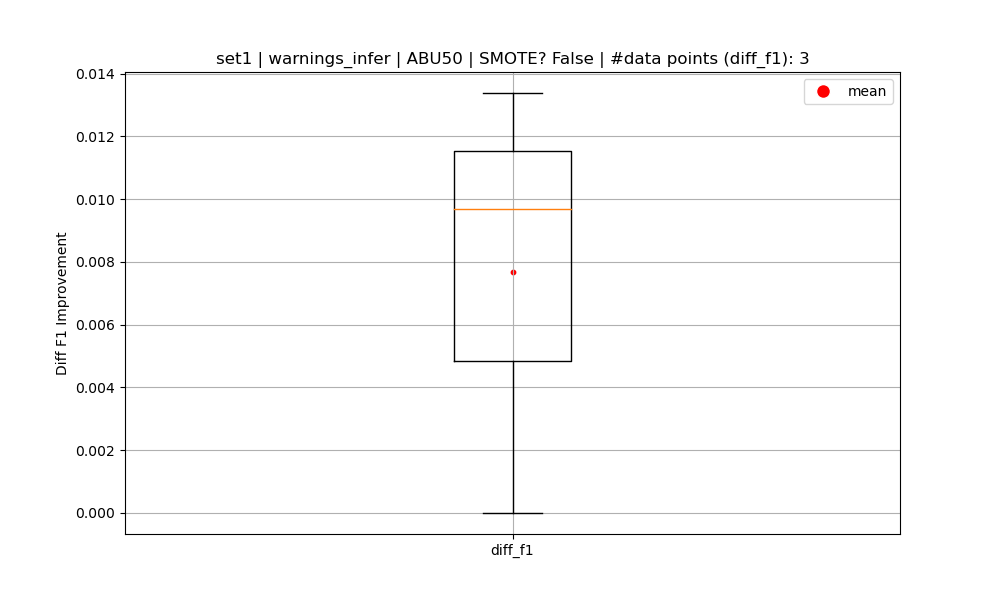 set1 | warnings_infer | ABU50 | SMOTE? False | #data points (diff_f1): 3
mean
Diff F1 Improvement
0.014
0.012
0.010
0.008
0.006
0.004
0.002
0.000
diff_f1